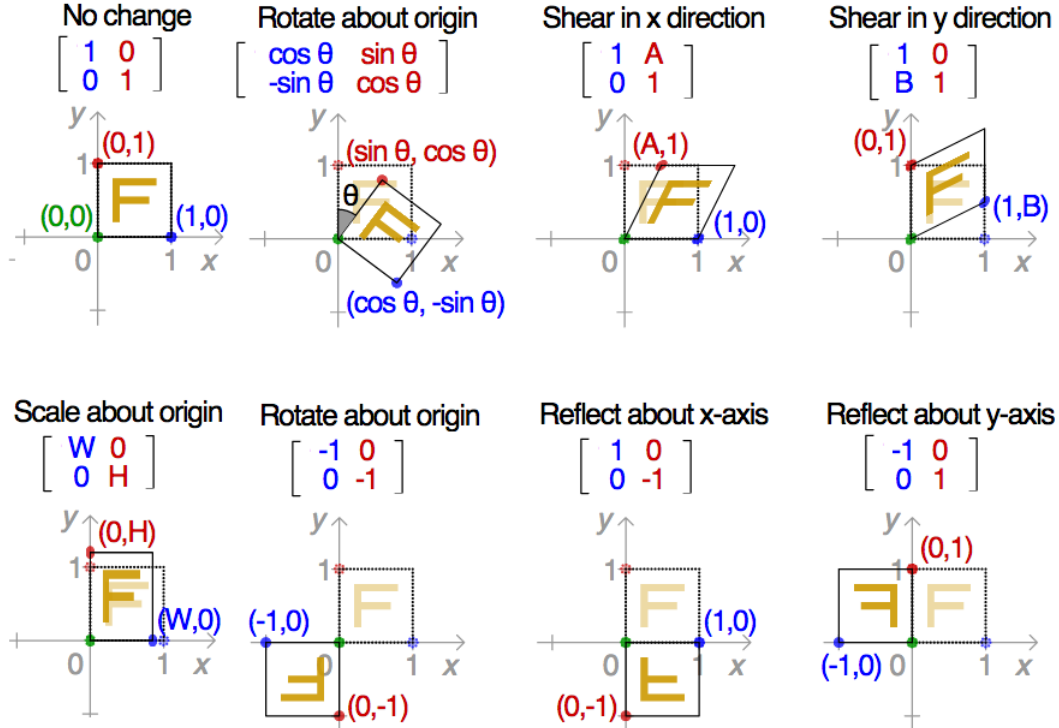 No change
1 0
0 1
y
1
(0,1)
F
(0,0)
(1,0)
0
1
x
Rotate about origin
cos θ sin θ
-sin θ cos θ
y
1
(sin θ, cos θ)
θ
F
F
0
1
x
(cos θ, -sin θ)
Shear in x direction
1 A
0 1
y
1
(A,1)
F
F
(1,0)
0
1
x
Shear in y direction
1 0
B 1
y
(0,1)
1
F
F
(1,B)
0
1
x
Scale about origin
W 0
0 H
y
(0,H)
1
F
F
(W,0)
0
1
x
Rotate about origin
-1 0
0 -1
y
1
F
(-1,0)
0
1
x
F
(0,-1)
Reflect about x-axis
1 0
0 -1
y
1
F
(1,0)
0
1
x
F
(0,-1)
Reflect about y-axis
-1 0
0 1
y
(0,1)
1
F
F
(-1,0)
0
1
x